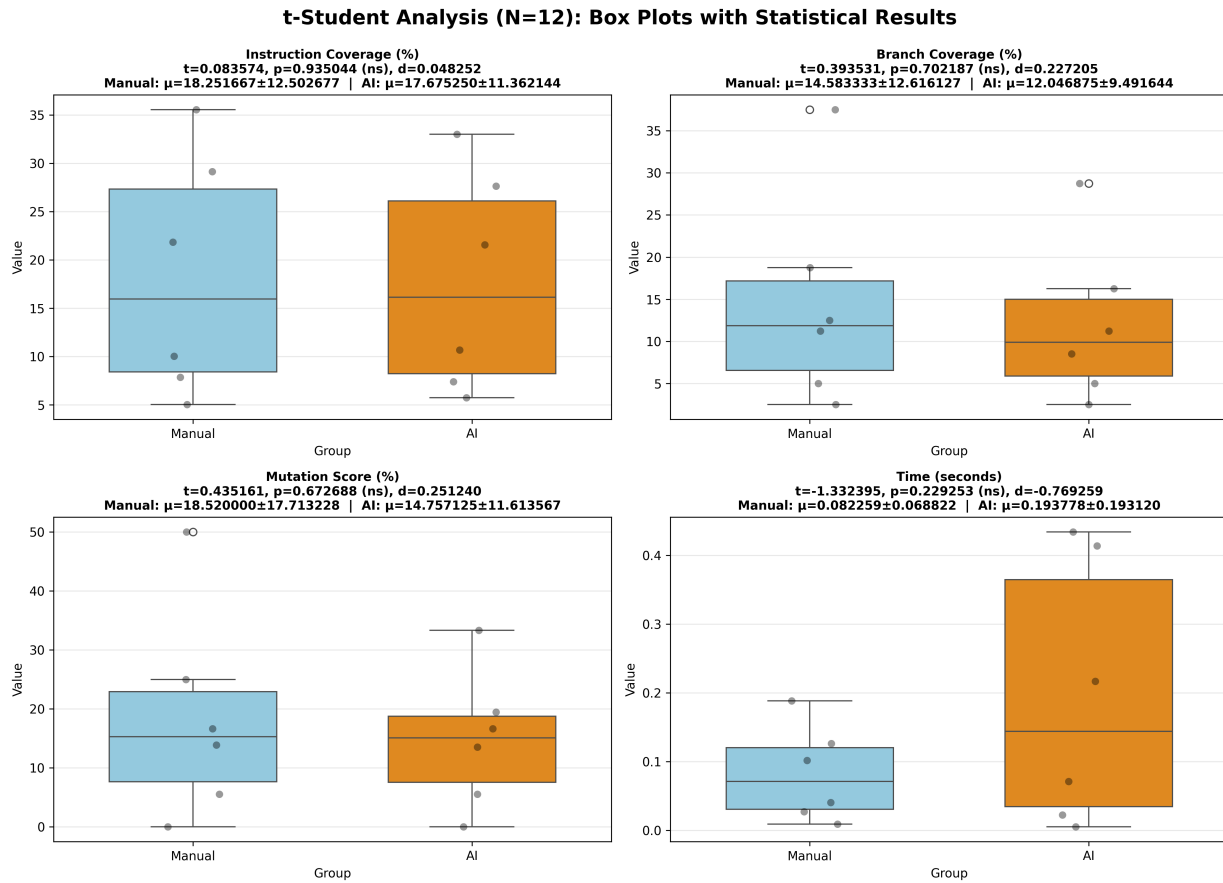 t-Student Analysis (N=12): Box Plots with Statistical Results
Instruction Coverage (%)
t=0.083574, p=0.935044 (ns), d=0.048252
Manual: μ=18.251667±12.502677 | AI: μ=17.675250±11.362144
35
30
25
20
15
10
5
Value
Manual
AI
Group
Branch Coverage (%)
t=0.393531, p=0.702187 (ns), d=0.227205
Manual: μ=14.583333±12.616127 | AI: μ=12.046875±9.491644
35
30
25
20
15
10
5
Value
Manual
AI
Group
Mutation Score (%)
t=0.435161, p=0.672688 (ns), d=0.251240
Manual: μ=18.520000±17.713228 | AI: μ=14.757125±11.613567
50
40
30
20
10
0
Value
Manual
AI
Group
Time (seconds)
t=-1.332395, p=0.229253 (ns), d=-0.769259
Manual: μ=0.082259±0.068822 | AI: μ=0.193778±0.193120
0.4
0.3
0.2
0.1
0.0
Value
Manual
AI
Group